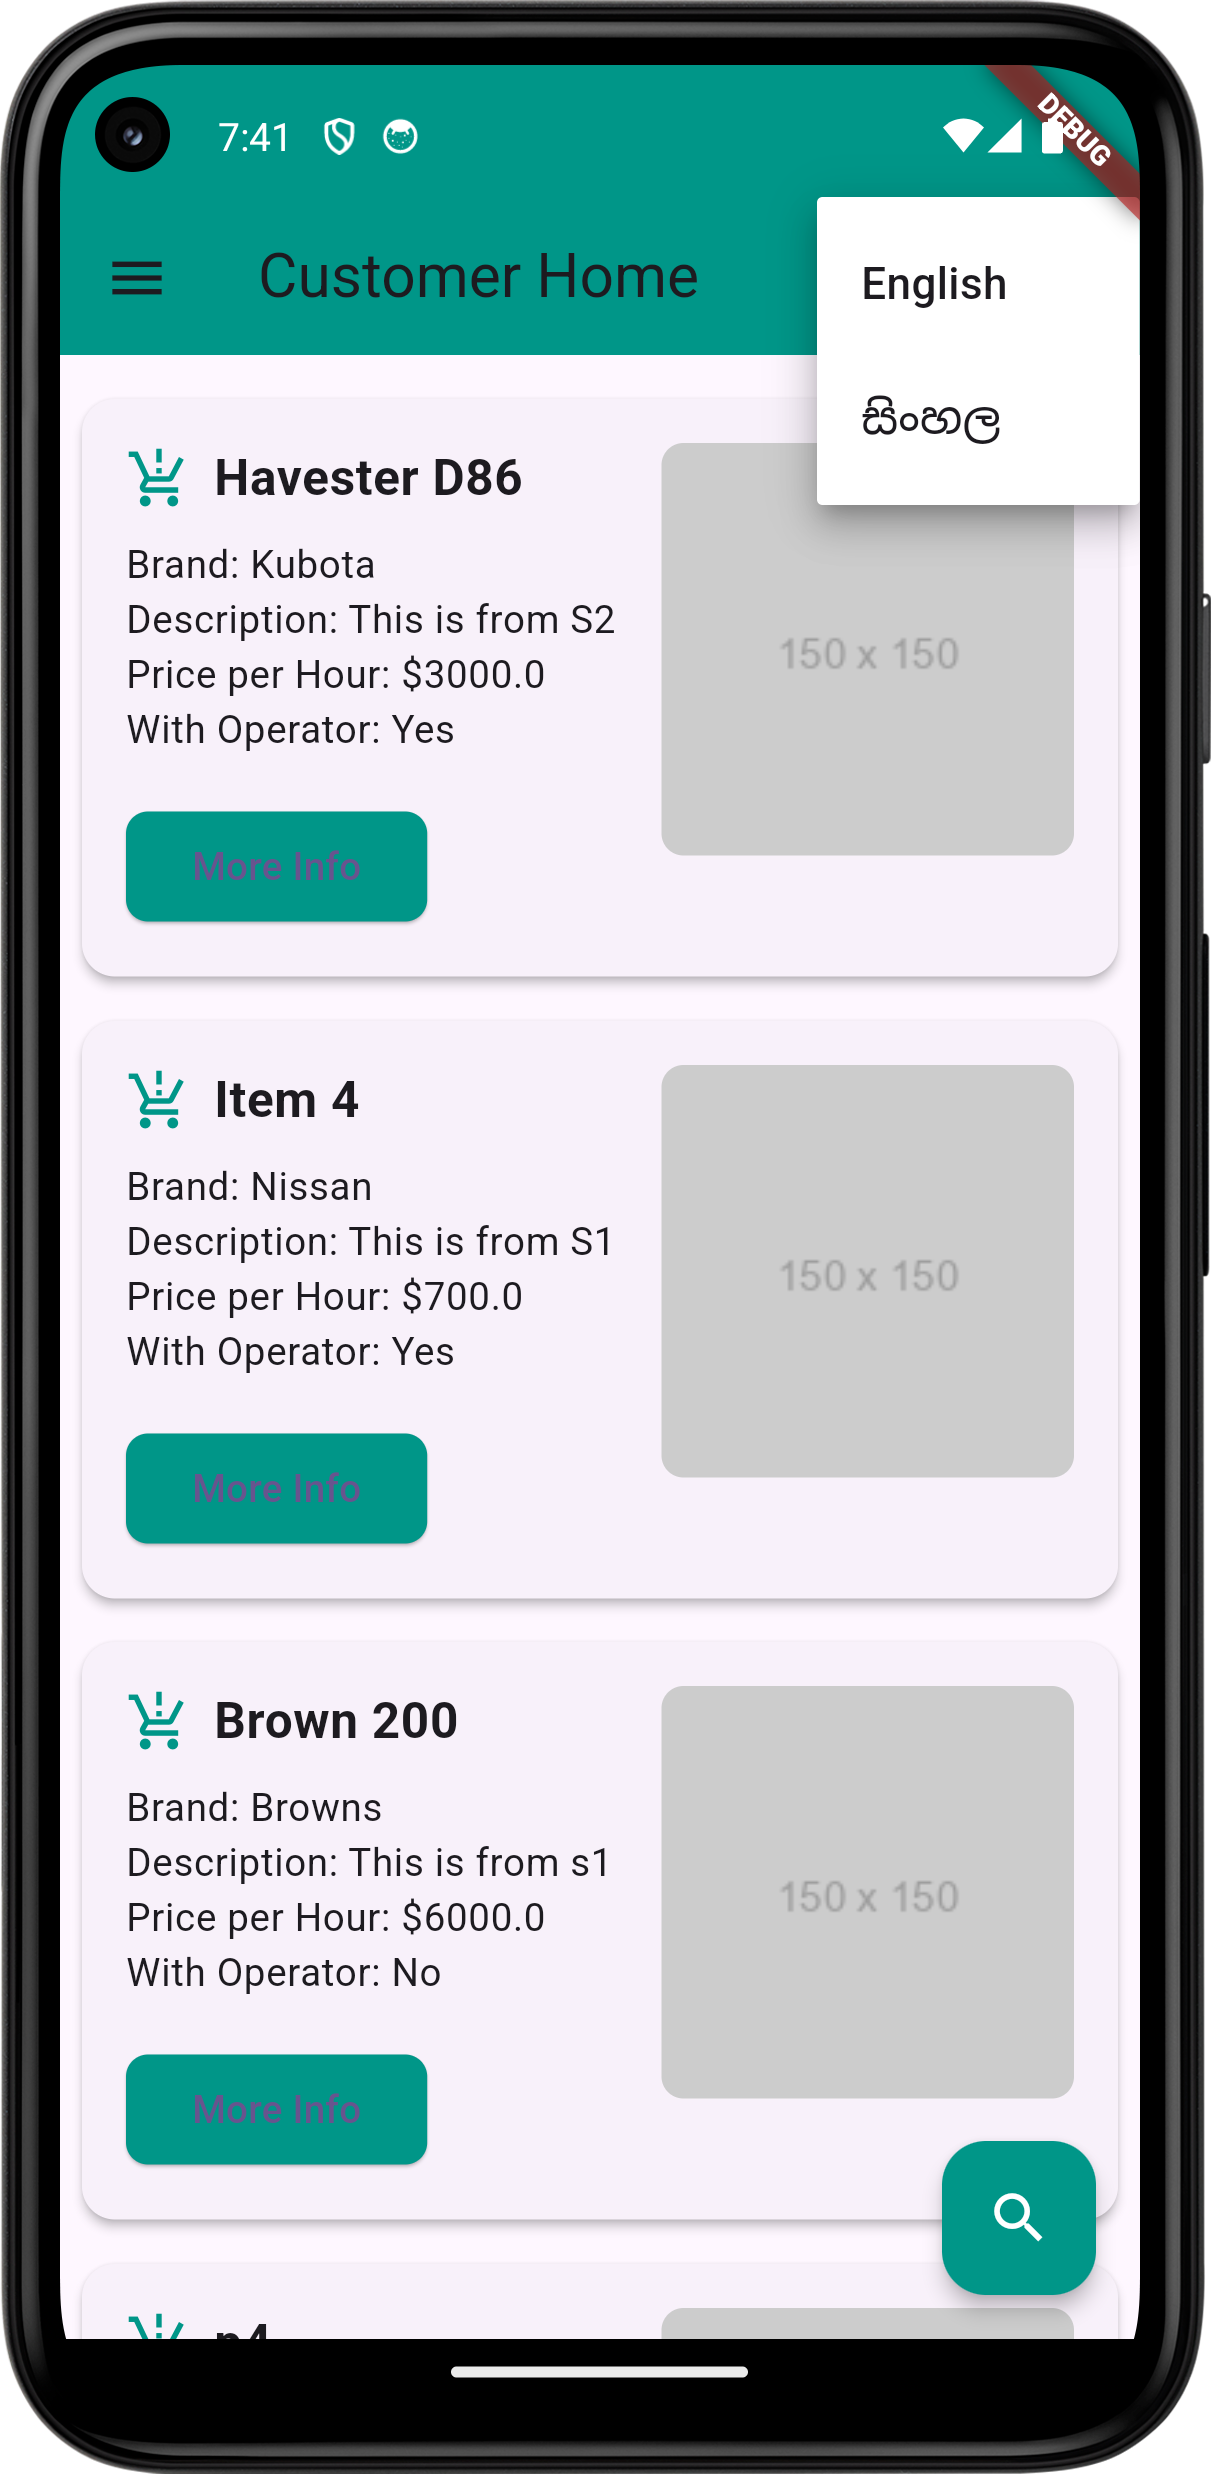 7:41
DEBUG
Customer Home
English
සිංහල
Havester D86
Brand: Kubota
Description: This is from S2
Price per Hour: $3000.0
With Operator: Yes
150 x 150
More Info
Item 4
Brand: Nissan
Description: This is from S1
Price per Hour: $700.0
With Operator: Yes
150 x 150
More Info
Brown 200
Brand: Browns
Description: This is from s1
Price per Hour: $6000.0
With Operator: No
150 x 150
More Info